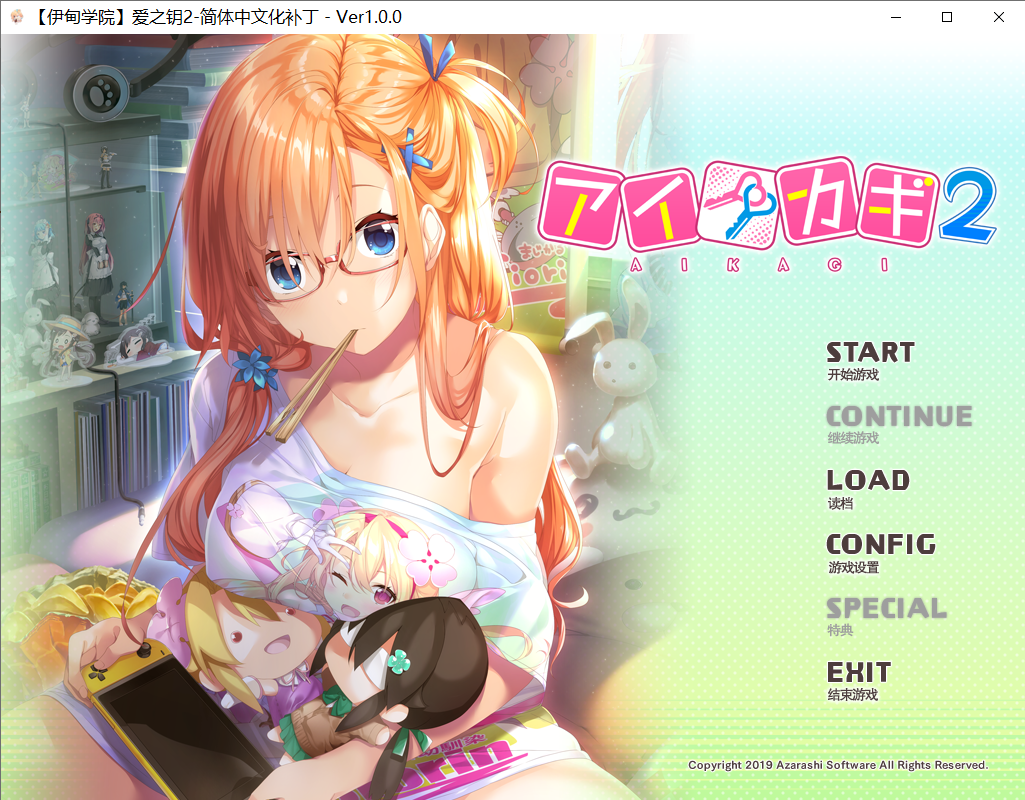 【伊甸学院】爱之钥2-简体中文化补丁 - Ver1.0.0
アイカギ2
AIKAGI
START
开始游戏
CONTINUE
继续游戏
LOAD
读档
CONFIG
游戏设置
SPECIAL
特典
EXIT
结束游戏
Copyright 2019 Azarashi Software All Rights Reserved.